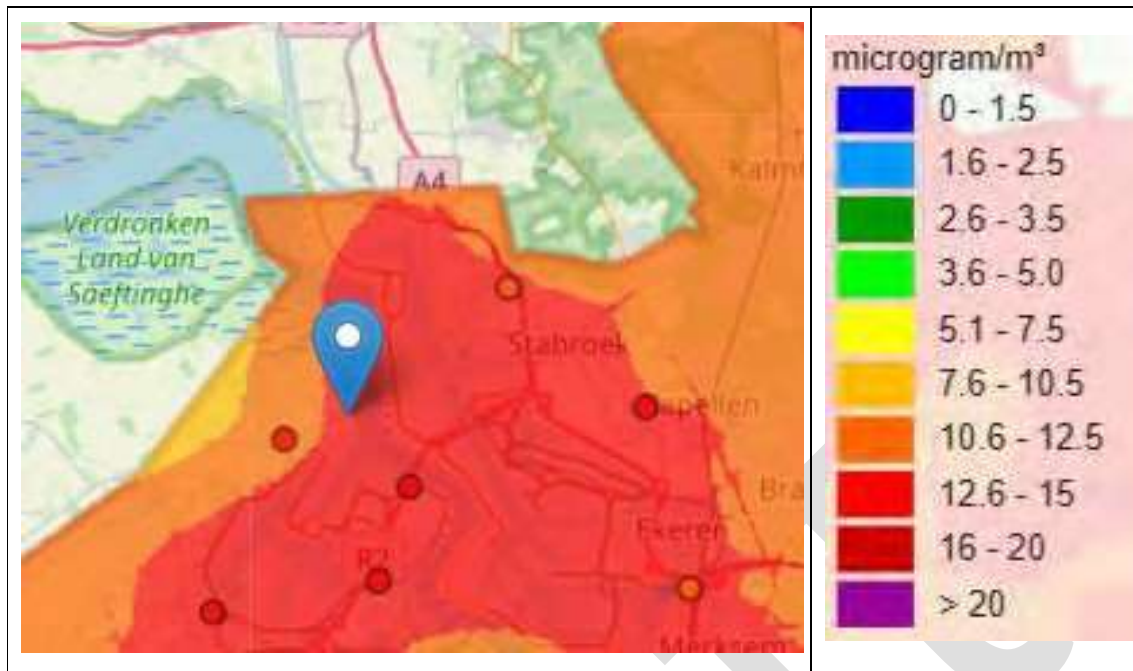 A4
Verdronken
Land van
Saeftinghe
Stabroek
Ekeren
R2
Merksem
microgram/m³
0 - 1.5
1.6 - 2.5
2.6 - 3.5
3.6 - 5.0
5.1 - 7.5
7.6 - 10.5
10.6 - 12.5
12.6 - 15
16 - 20
> 20